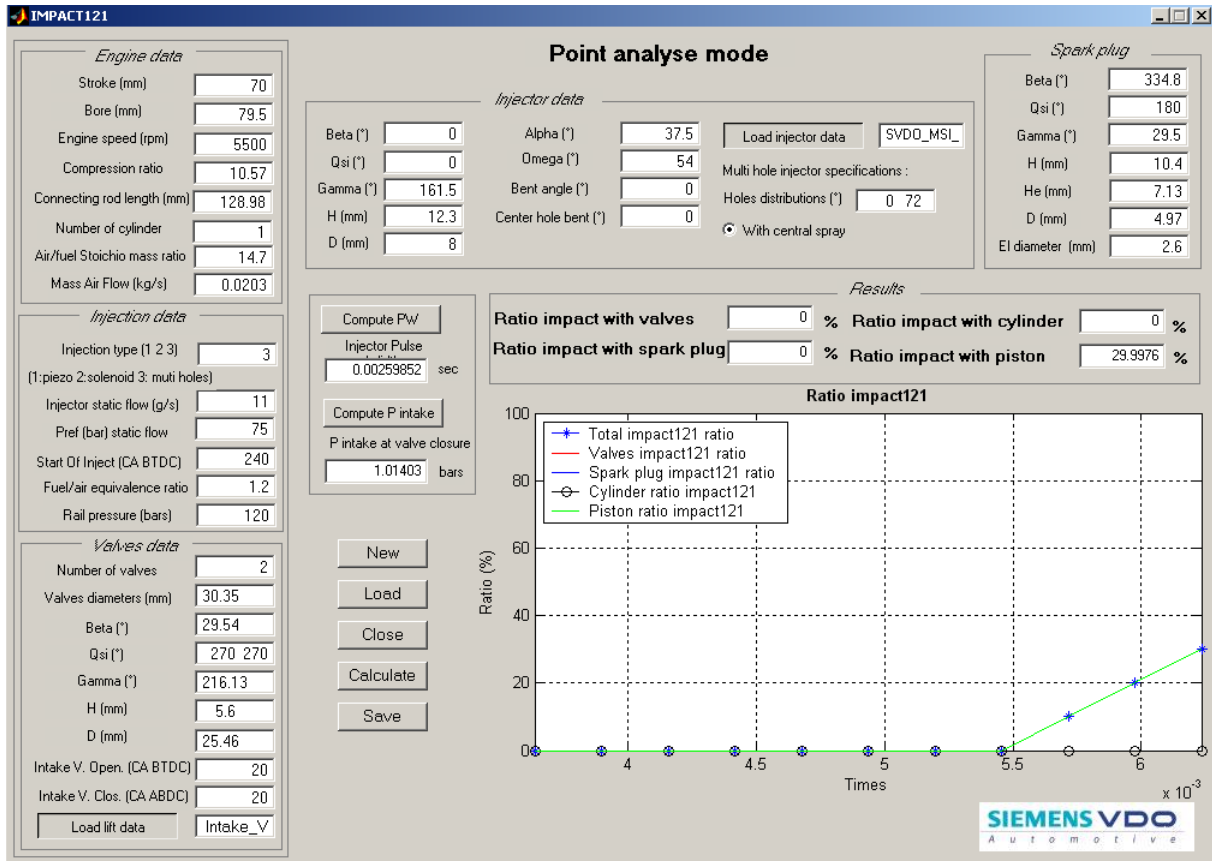 IMPACT121
Point analyse mode
Engine data
Stroke (mm) 70
Bore (mm) 79.5
Engine speed (rpm) 5500
Compression ratio 10.57
Connecting rod length (mm) 128.98
Number of cylinder 1
Air/fuel Stoichio mass ratio 14.7
Mass Air Flow (kg/s) 0.0203
Injection data
Injection type (1 2 3) 3
(1:piezo 2:solenoid 3: muti holes)
Injector static flow (g/s) 11
Pref (bar) static flow 75
Start Of Inject (CA BTDC) 240
Fuel/air equivalence ratio 1.2
Rail pressure (bars) 120
Valves data
Number of valves 2
Valves diameters (mm) 30.35
Beta (°) 29.54
Qsi (°) 270 270
Gamma (°) 216.13
H (mm) 5.6
D (mm) 25.46
Intake V. Open. (CA BTDC) 20
Intake V. Clos. (CA ABDC) 20
Load lift data Intake_V
Injector data
Beta (°) 0
Qsi (°) 0
Gamma (°) 161.5
H (mm) 12.3
D (mm) 8
Alpha (°) 37.5
Omega (°) 54
Bent angle (°) 0
Center hole bent (°) 0
Load injector data SVDO_MSI_
Multi hole injector specifications :
Holes distributions (°) 0 72
With central spray
Spark plug
Beta (°) 334.8
Qsi (°) 180
Gamma (°) 29.5
H (mm) 10.4
He (mm) 7.13
D (mm) 4.97
El diameter (mm) 2.6
Compute PW
Injector Pulse
0.00259852 sec
Compute P intake
P intake at valve closure
1.01403 bars
New
Load
Close
Calculate
Save
Results
Ratio impact with valves 0 % Ratio impact with cylinder 0 %
Ratio impact with spark plug 0 % Ratio impact with piston 29.9976 %
Ratio impact121
Total impact121 ratio
Valves impact121 ratio
Spark plug impact121 ratio
Cylinder ratio impact121
Piston ratio impact121
Ratio (%)
100
80
60
40
20
0
4 4.5 5 5.5 6
Times
x 10-3
SIEMENS VDO
Automotive